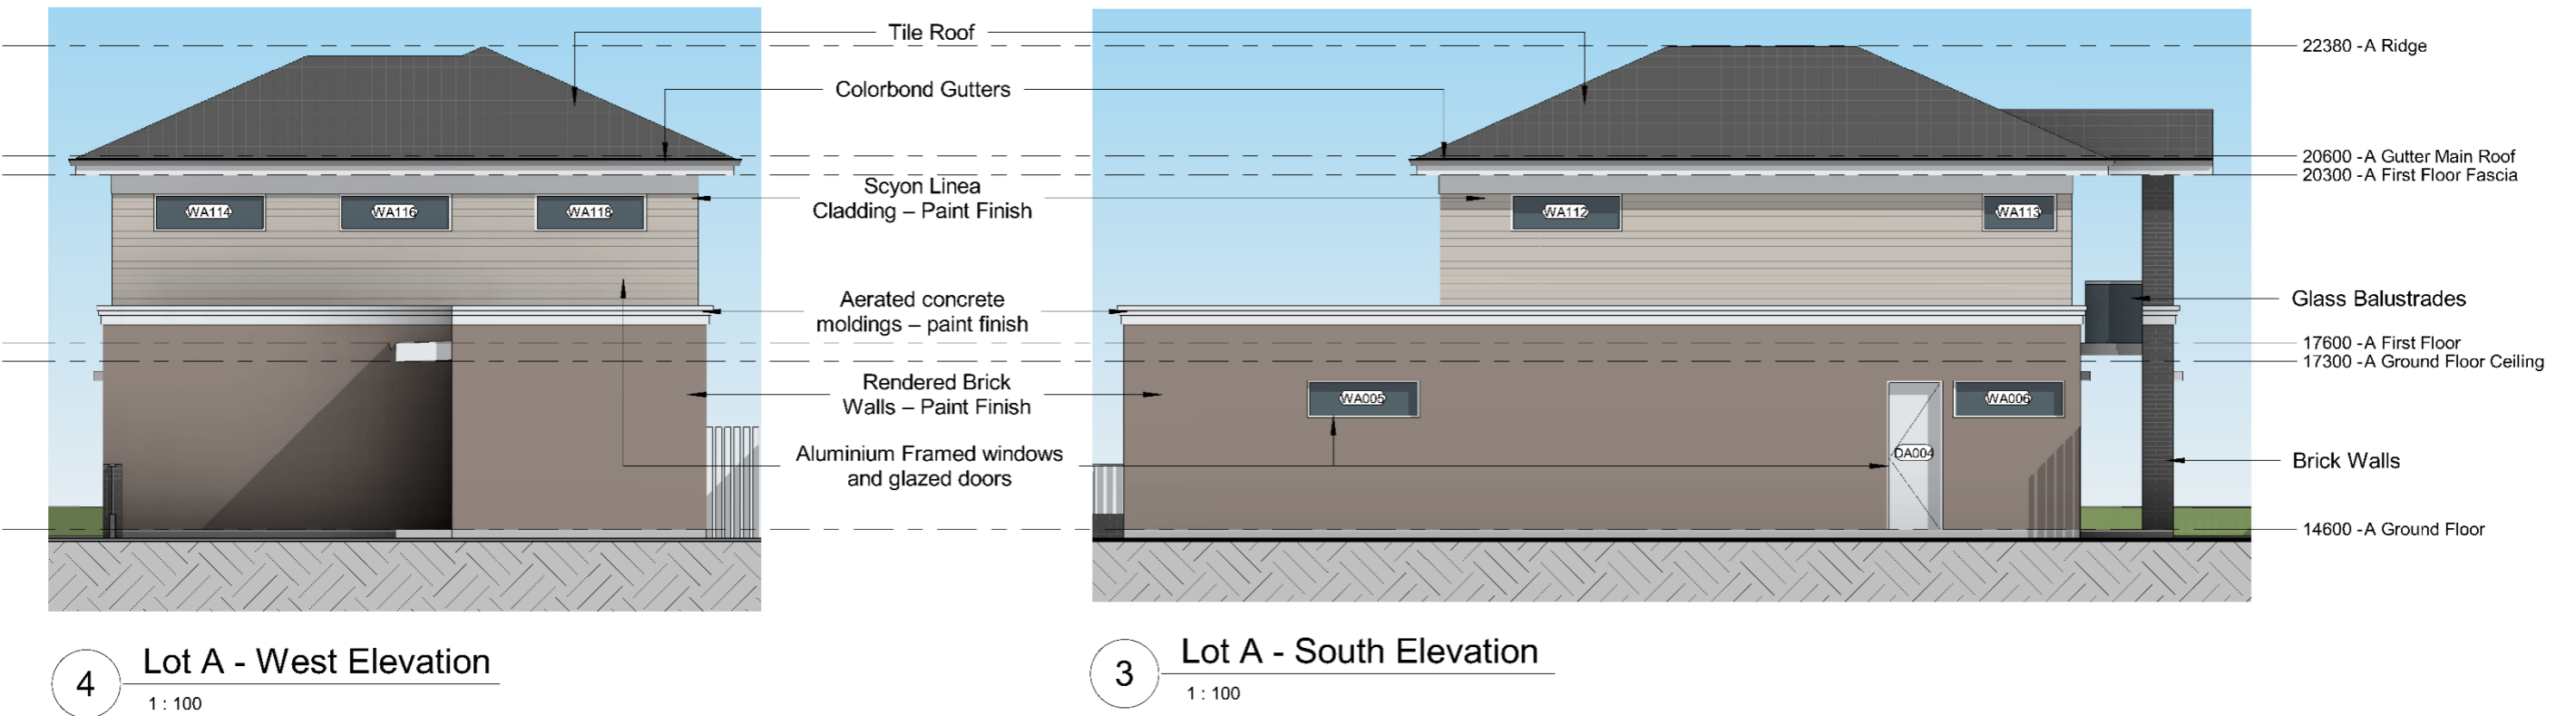 Tile Roof
22380 -A Ridge
Colorbond Gutters
20600 -A Gutter Main Roof
20300 -A First Floor Fascia
Scyon Linea
Cladding – Paint Finish
WA114
WA116
WA118
WA112
WA113
Aerated concrete
moldings – paint finish
Glass Balustrades
17600 -A First Floor
17300 -A Ground Floor Ceiling
Rendered Brick
Walls – Paint Finish
WA005
WA006
Aluminium Framed windows
and glazed doors
DA004
Brick Walls
14600 -A Ground Floor
4
Lot A - West Elevation
1 : 100
3
Lot A - South Elevation
1 : 100